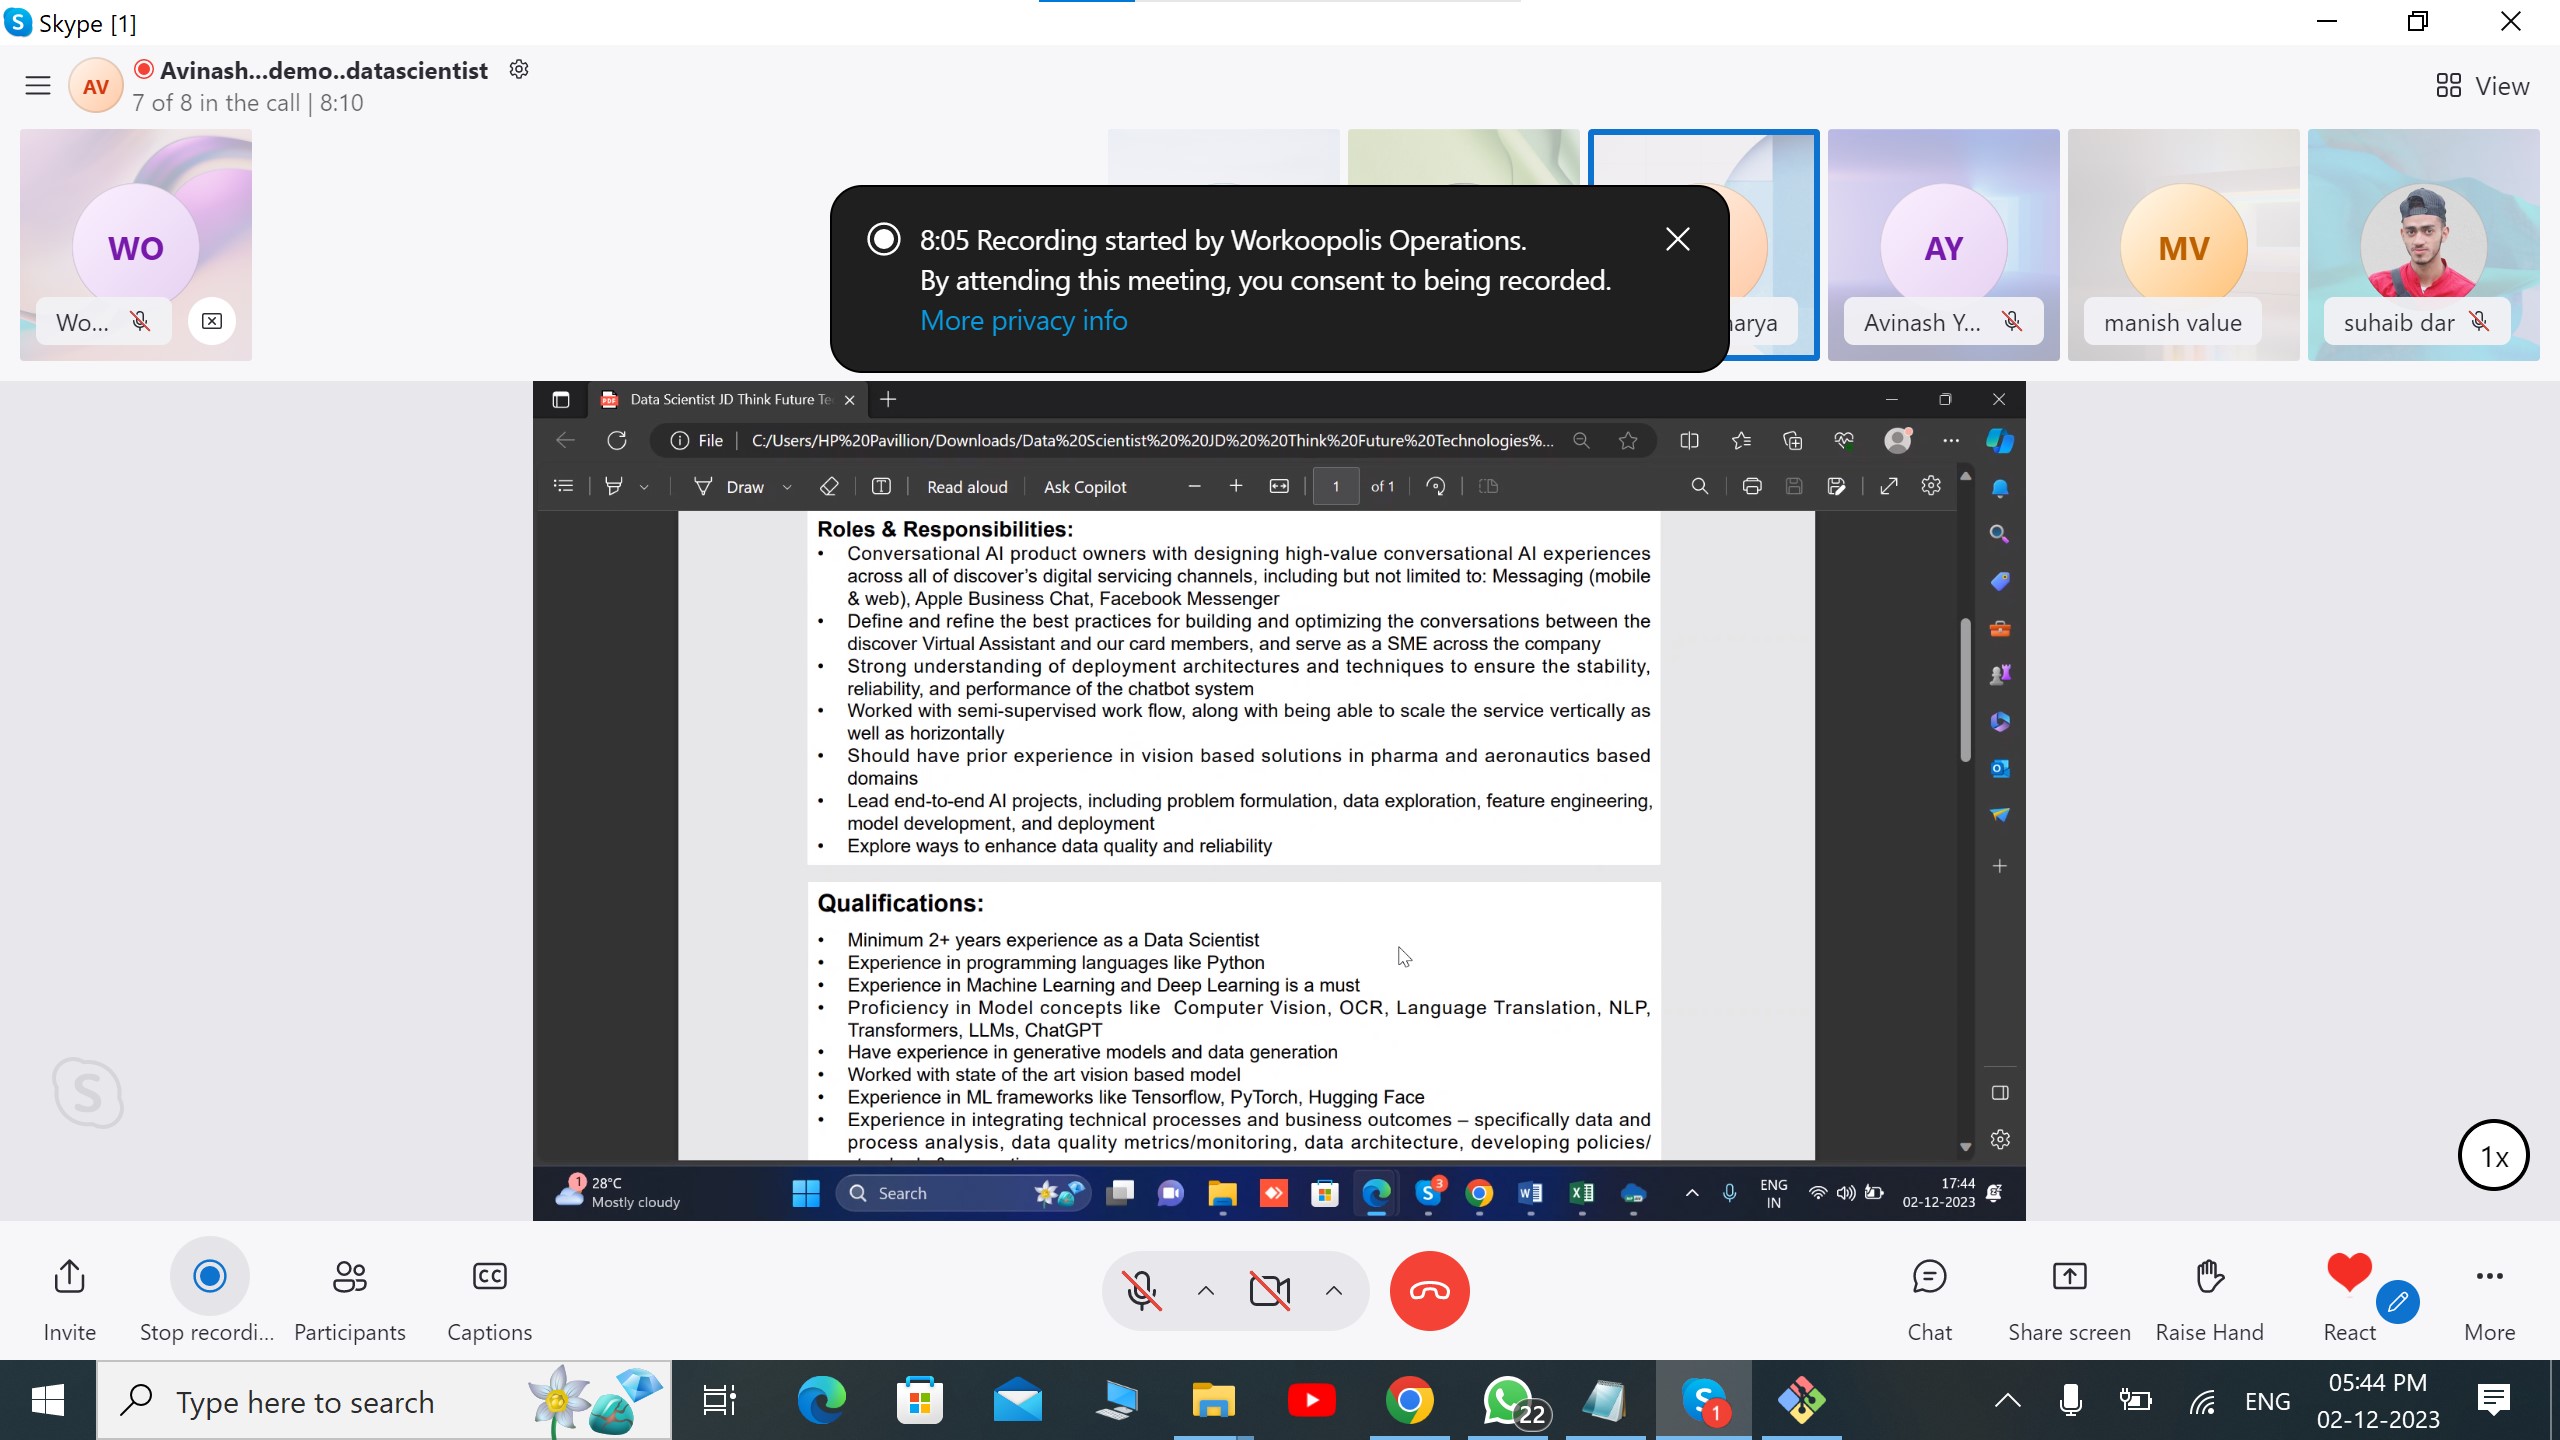 Skype [1]
AV
Avinash...demo..datascientist
7 of 8 in the call | 8:10
View
WO
Wo...
8:05 Recording started by Workoopolis Operations.
By attending this meeting, you consent to being recorded.
More privacy info
arya
AY
Avinash Y...
MV
manish value
suhaib dar
Data Scientist JD Think Future Te
File
C:/Users/HP%20Pavillion/Downloads/Data%20Scientist%20%20JD%20%20Think%20Future%20Technologies%...
Draw
Read aloud
Ask Copilot
1
of 1
Roles & Responsibilities:
• Conversational AI product owners with designing high-value conversational AI experiences
across all of discover's digital servicing channels, including but not limited to: Messaging (mobile
& web), Apple Business Chat, Facebook Messenger
• Define and refine the best practices for building and optimizing the conversations between the
discover Virtual Assistant and our card members, and serve as a SME across the company
• Strong understanding of deployment architectures and techniques to ensure the stability,
reliability, and performance of the chatbot system
• Worked with semi-supervised work flow, along with being able to scale the service vertically as
well as horizontally
• Should have prior experience in vision based solutions in pharma and aeronautics based
domains
• Lead end-to-end AI projects, including problem formulation, data exploration, feature engineering,
model development, and deployment
• Explore ways to enhance data quality and reliability
Qualifications:
• Minimum 2+ years experience as a Data Scientist
• Experience in programming languages like Python
• Experience in Machine Learning and Deep Learning is a must
• Proficiency in Model concepts like Computer Vision, OCR, Language Translation, NLP,
Transformers, LLMs, ChatGPT
• Have experience in generative models and data generation
• Worked with state of the art vision based model
• Experience in ML frameworks like Tensorflow, PyTorch, Hugging Face
• Experience in integrating technical processes and business outcomes – specifically data and
process analysis, data quality metrics/monitoring, data architecture, developing policies/
1x
1
28°C
Mostly cloudy
Search
3
ENG
IN
17:44
02-12-2023
Invite
Stop recordi...
Participants
CC
Captions
Chat
Share screen
Raise Hand
React
More
Type here to search
22
1
ENG
05:44 PM
02-12-2023